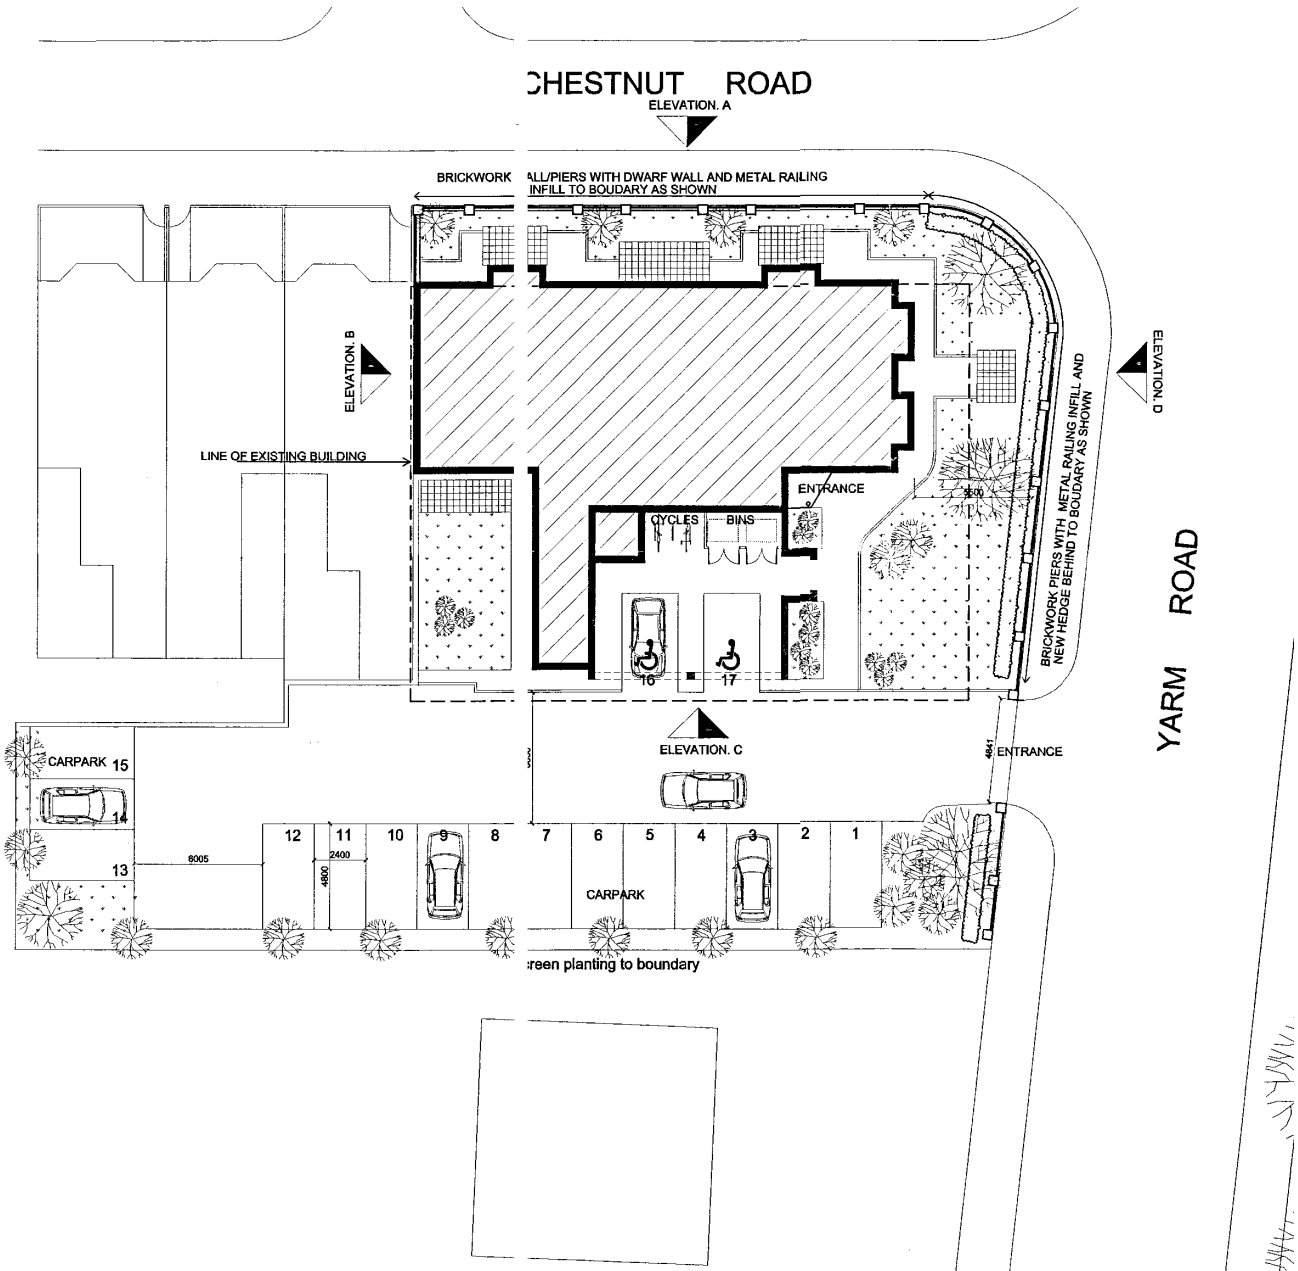 CHESTNUT ROAD
ELEVATION. A
BRICKWORK ALL/PIERS WITH DWARF WALL AND METAL RAILING
INFILL TO BOUDARY AS SHOWN
ELEVATION. B
ELEVATION. D
LINE OF EXISTING BUILDING
ENTRANCE
5500
CYCLES BINS
BRICKWORK PIERS WITH METAL RAILING INFILL AND
NEW HEDGE BEHIND TO BOUDARY AS SHOWN
YARM ROAD
16 17
ELEVATION. C
4841
ENTRANCE
CARPARK 15
14
13
6005
12 11 10 9 8 7 6 5 4 3 2 1
2400
4800
CARPARK
reen planting to boundary